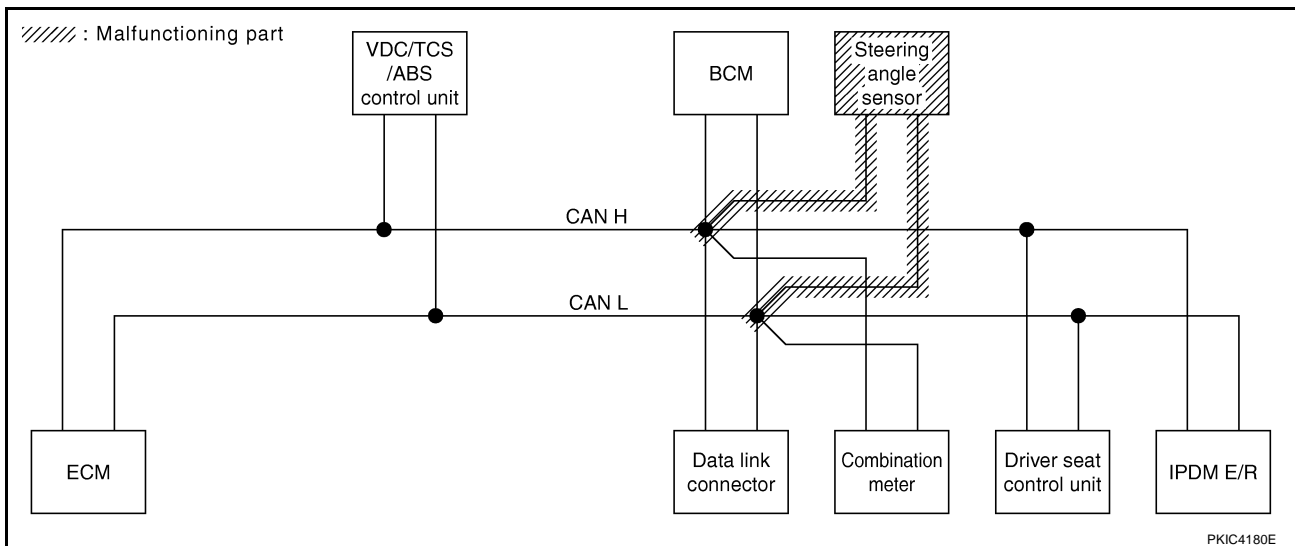 : Malfunctioning part
VDC/TCS
/ABS
control unit
BCM
Steering
angle
sensor
CAN H
CAN L
ECM
Data link
connector
Combination
meter
Driver seat
control unit
IPDM E/R
PKIC4180E